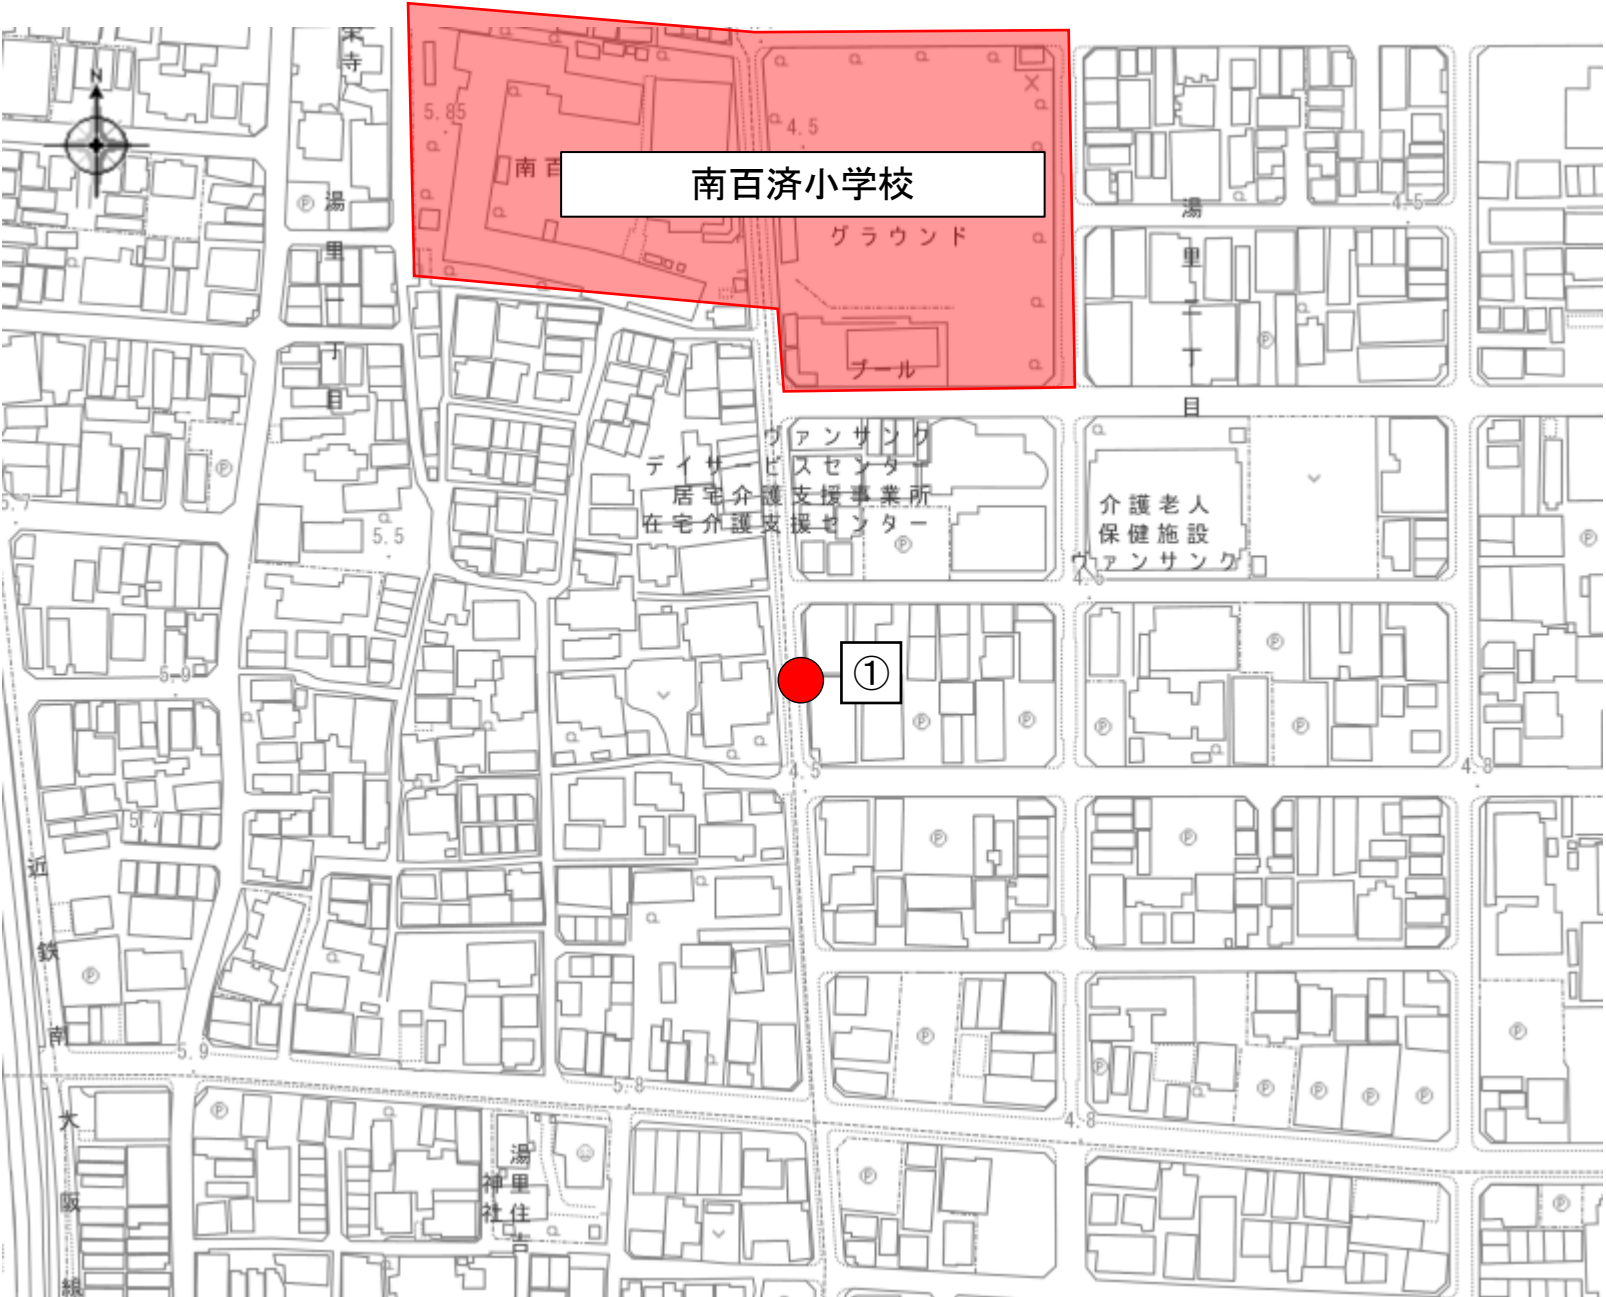 栄寺
N
5.85
4.5
南百
南百済小学校
グラウンド
プール
湯里一丁目
湯里二丁目
4.5
ヴァンサンク
デイサービスセンター
居宅介護支援事業所
在宅介護支援センター
介護老人
保健施設
ヴァンサンク
5.7
5.5
4.6
5.9
①
4.5
4.8
5.7
近鉄南大阪線
5.9
5.8
4.8
湯里住
神社